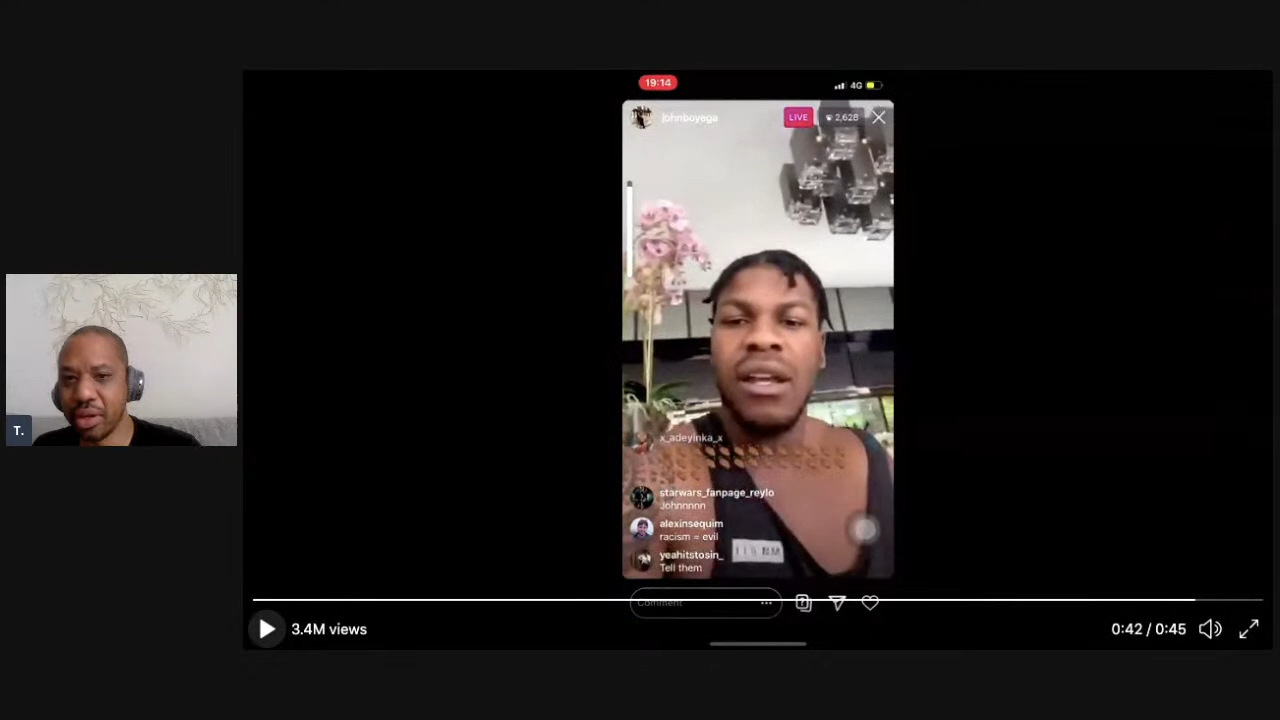 19:14
4G
johnboyega
LIVE
2,628
x_adeyinka_x
starwars_fanpage_reylo
Johnnnnn
alexinsequim
racism = evil
yeahitstosin_
Tell them
T.
Comment
3.4M views
0:42 / 0:45